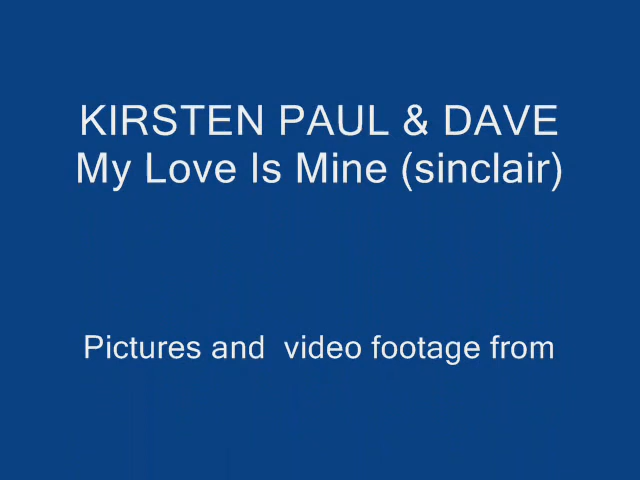 KIRSTEN PAUL & DAVE
My Love Is Mine (sinclair)
Pictures and  video footage from